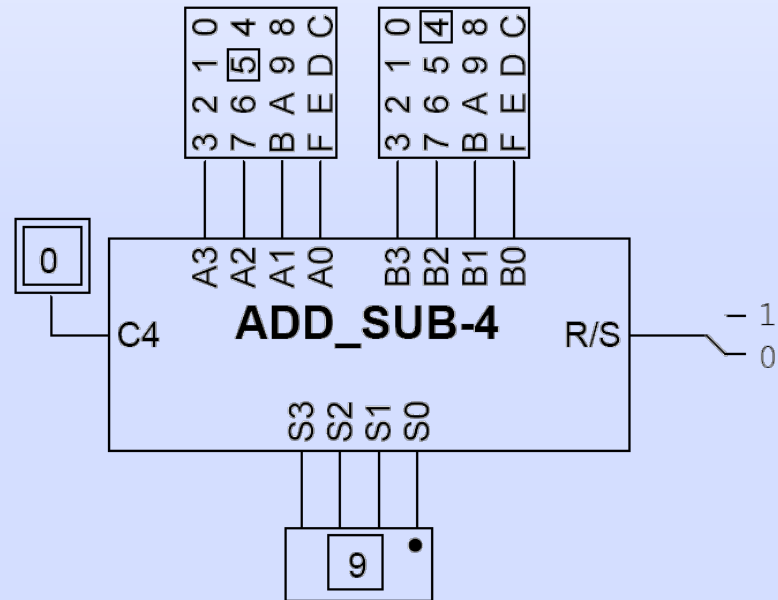 0 4 8 C
1 5 9 D
2 6 A E
3 7 B F
0 4 8 C
1 5 9 D
2 6 A E
3 7 B F
0
A3 A2 A1 A0 B3 B2 B1 B0
C4 ADD_SUB-4 R/S
1
0
S3 S2 S1 S0
9